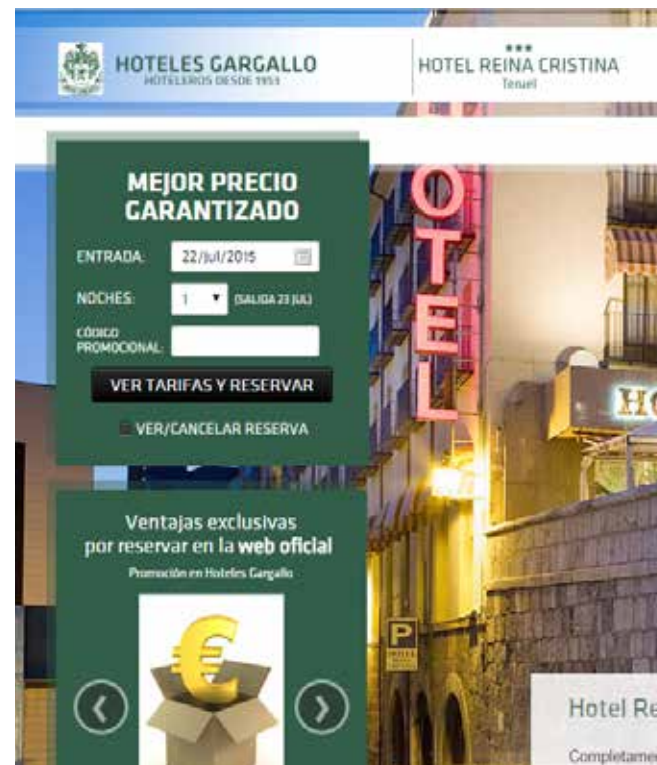 HOTELES GARGALLO
HOTELEROS DESDE 1953
HOTEL REINA CRISTINA
Teruel
MEJOR PRECIO
GARANTIZADO
ENTRADA:
22/Jul/2015
NOCHES:
1
(SALIDA 23 JUL)
CÓDIGO
PROMOCIONAL:
VER TARIFAS Y RESERVAR
VER/CANCELAR RESERVA
Ventajas exclusivas
por reservar en la web oficial
Promoción en Hoteles Gargallo
€
HOTEL
P
HOTEL
Hotel Re
Completamen